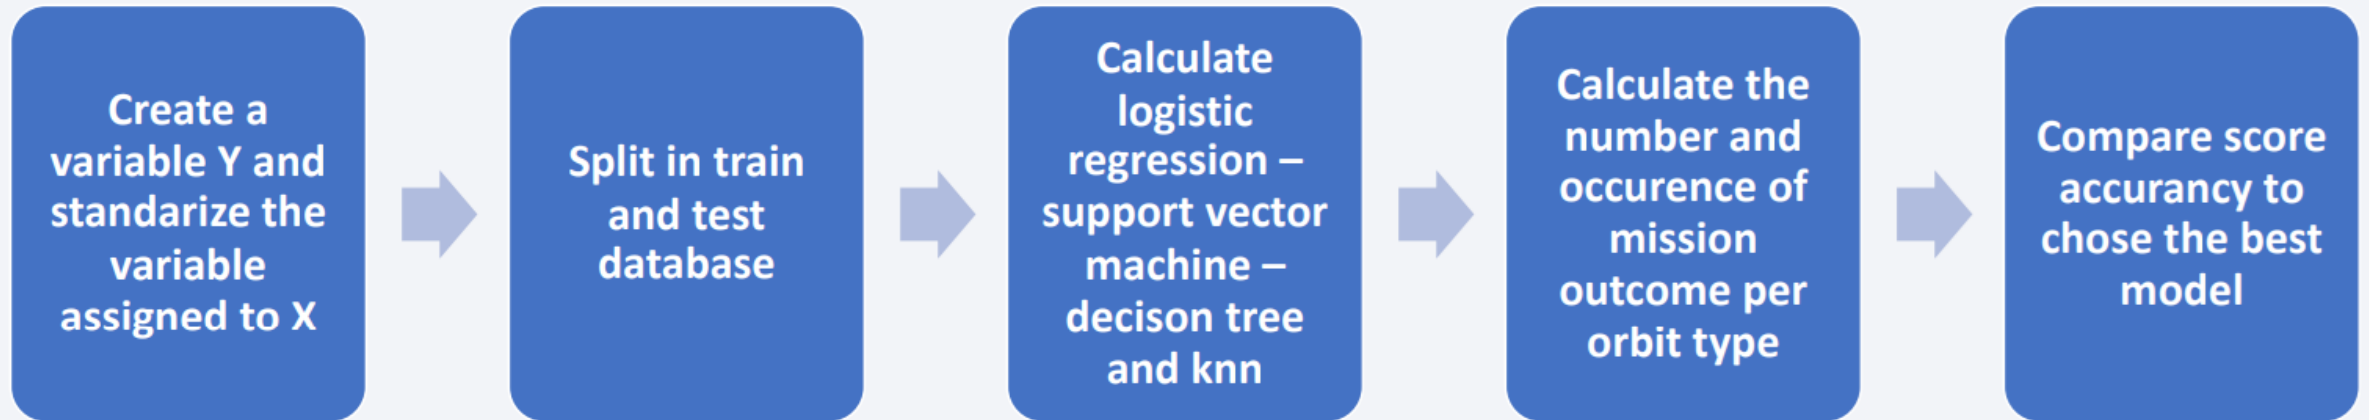 Create a
variable Y and
standarize the
variable
assigned to X
Split in train
and test
database
Calculate
logistic
regression –
support vector
machine –
decison tree
and knn
Calculate the
number and
occurence of
mission
outcome per
orbit type
Compare score
accurancy to
chose the best
model